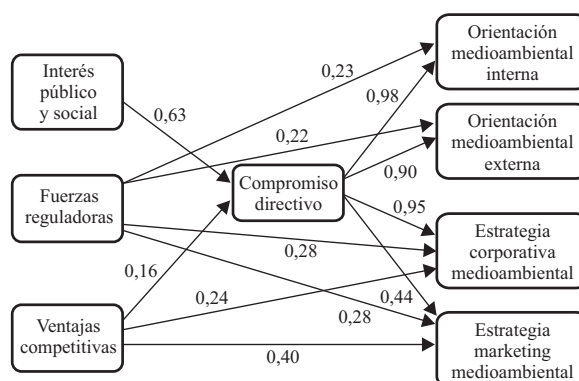 Interés
público
y social
Fuerzas
reguladoras
Ventajas
competitivas
Compromiso
directivo
Orientación
medioambiental
interna
Orientación
medioambiental
externa
Estrategia
corporativa
medioambiental
Estrategia
marketing
medioambiental
0,23
0,98
0,63
0,22
0,90
0,95
0,28
0,16
0,24
0,28
0,44
0,40